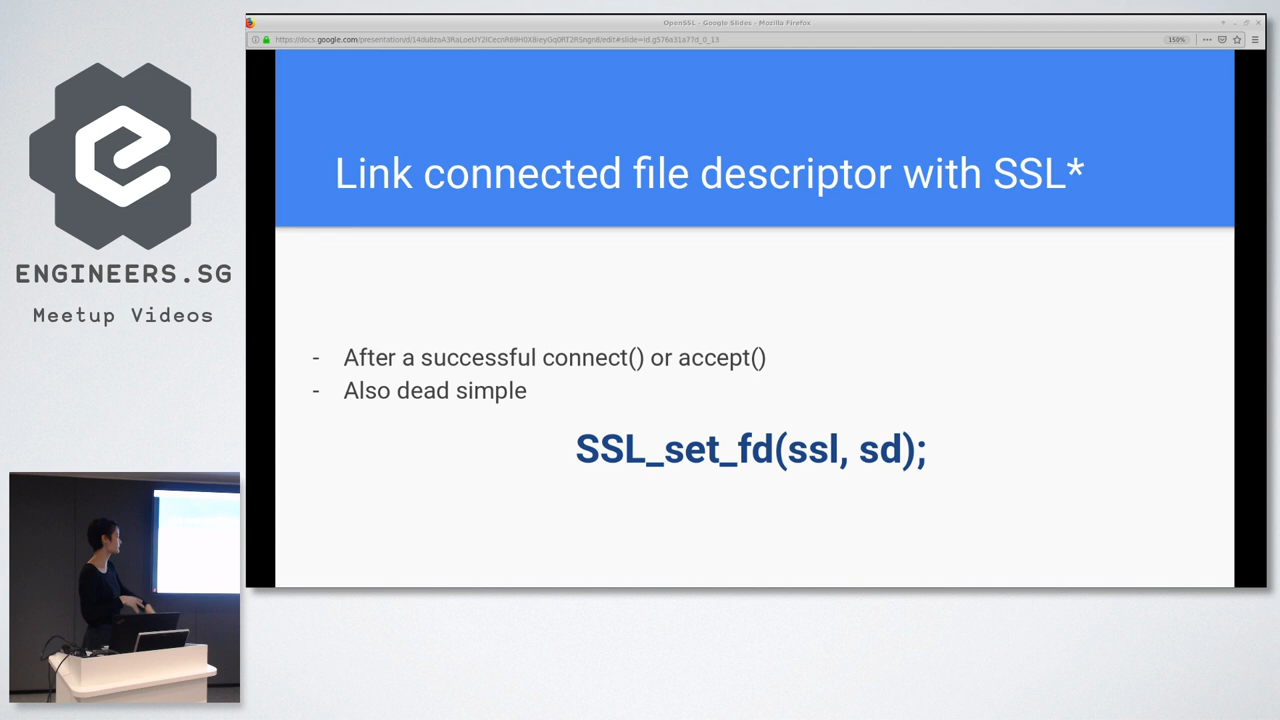 OpenSSL - Google Slides - Mozilla Firefox
150%
ENGINEERS.SG
Meetup Videos
Link connected file descriptor with SSL*
- After a successful connect() or accept()
- Also dead simple
SSL_set_fd(ssl, sd);